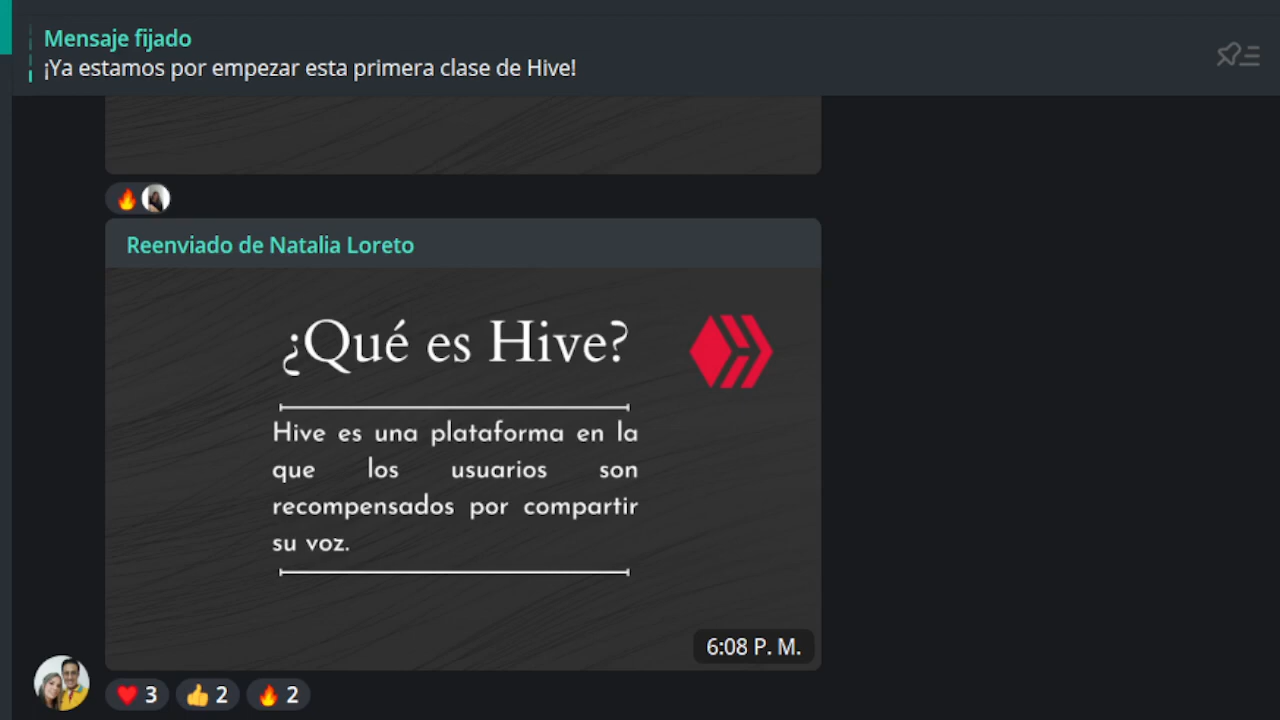 Mensaje fijado
¡Ya estamos por empezar esta primera clase de Hive!
Reenviado de Natalia Loreto
¿Qué es Hive?
Hive es una plataforma en la
que los usuarios son
recompensados por compartir
su voz.
6:08 P. M.
3 2 2